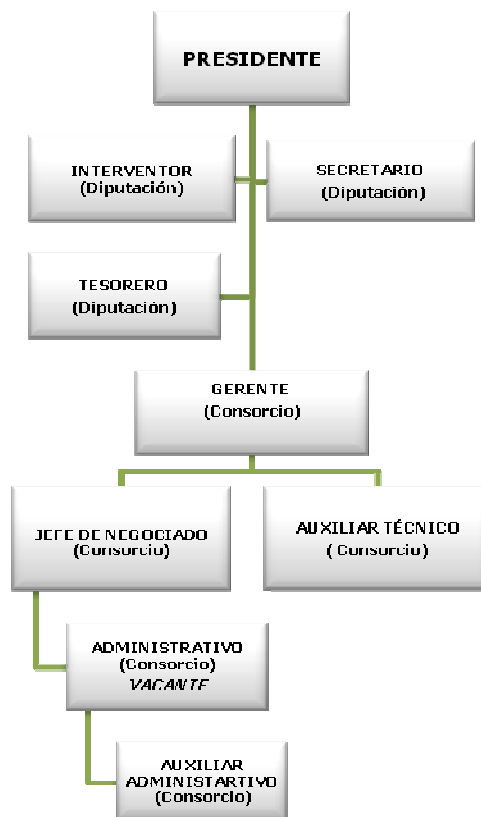 PRESIDENTE
INTERVENTOR
(Diputación)
SECRETARIO
(Diputación)
TESORERO
(Diputación)
GERENTE
(Consorcio)
JEFE DE NEGOCIADO
(Consorcio)
AUXILIAR TÉCNICO
( Consorcio)
ADMINISTRATIVO
(Consorcio)
VACANTE
AUXILIAR
ADMINISTARTIVO
(Consorcio)